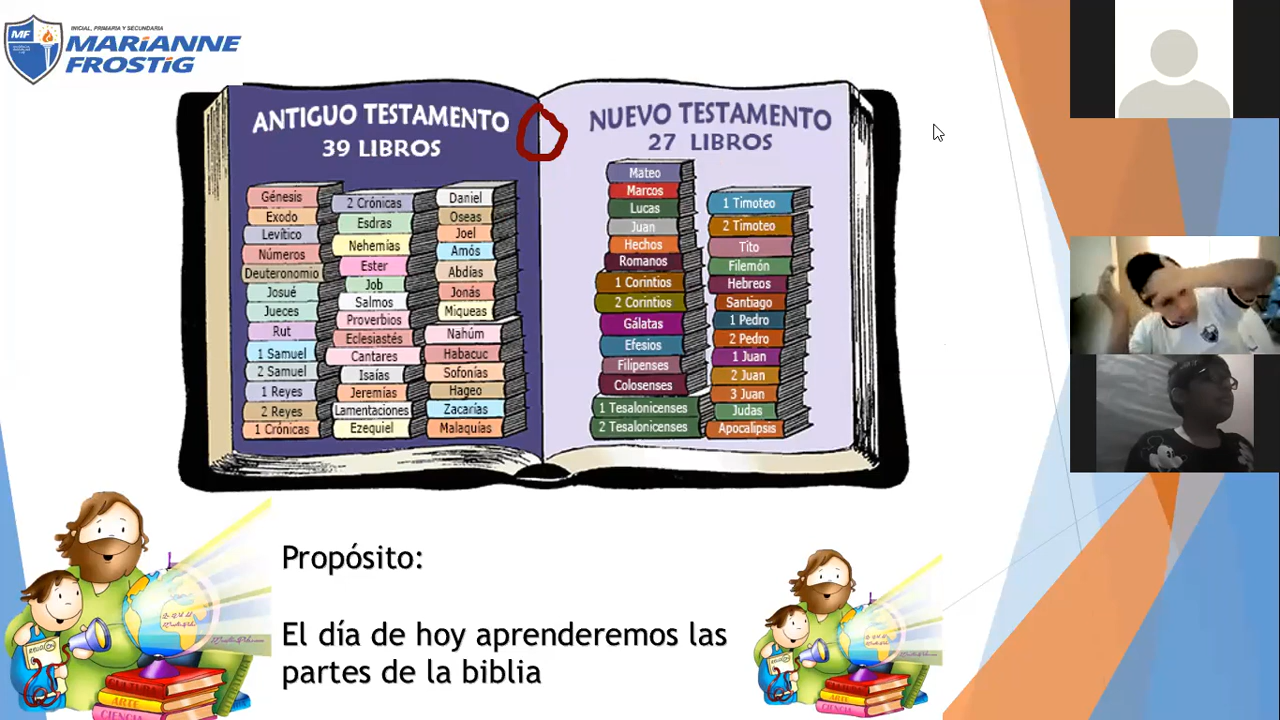 MF
INICIAL, PRIMARIA Y SECUNDARIA
MARIANNE
FROSTIG
ANTIGUO TESTAMENTO
39 LIBROS
Génesis
Exodo
Levítico
Números
Deuteronomio
Josué
Jueces
Rut
1 Samuel
2 Samuel
1 Reyes
2 Reyes
1 Crónicas
2 Crónicas
Esdras
Nehemías
Ester
Job
Salmos
Proverbios
Eclesiastés
Cantares
Isaías
Jeremías
Lamentaciones
Ezequiel
Daniel
Oseas
Joel
Amós
Abdías
Jonás
Miqueas
Nahúm
Habacuc
Sofonías
Hageo
Zacarías
Malaquías
NUEVO TESTAMENTO
27 LIBROS
Mateo
Marcos
Lucas
Juan
Hechos
Romanos
1 Corintios
2 Corintios
Gálatas
Efesios
Filipenses
Colosenses
1 Tesalonicenses
2 Tesalonicenses
1 Timoteo
2 Timoteo
Tito
Filemón
Hebreos
Santiago
1 Pedro
2 Pedro
1 Juan
2 Juan
3 Juan
Judas
Apocalipsis
Propósito:
El día de hoy aprenderemos las
partes de la biblia
RELIGION
CULTURA
ARTE
CIENCIA
CULTURA
ARTE
CIENCIA